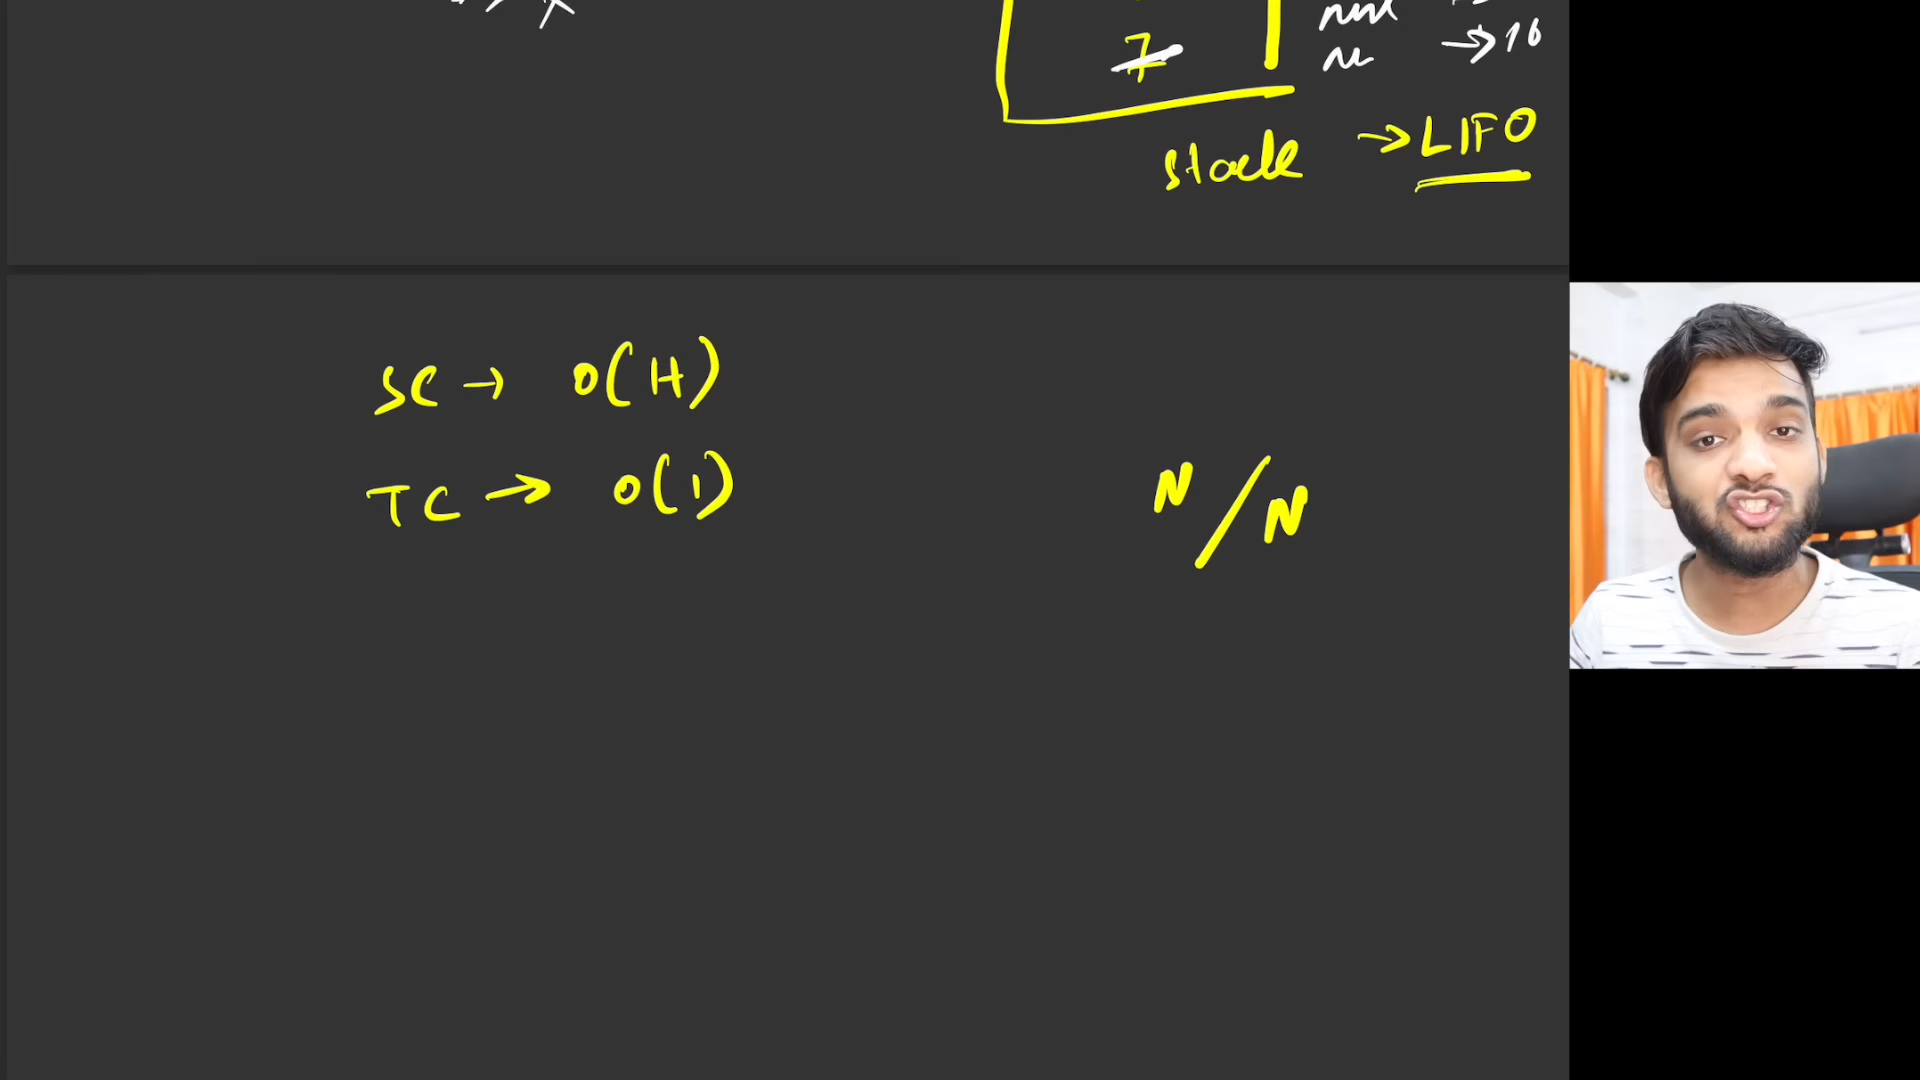 7
→16
stack → LIFO
SC → O(H)
TC → O(1)
N/N